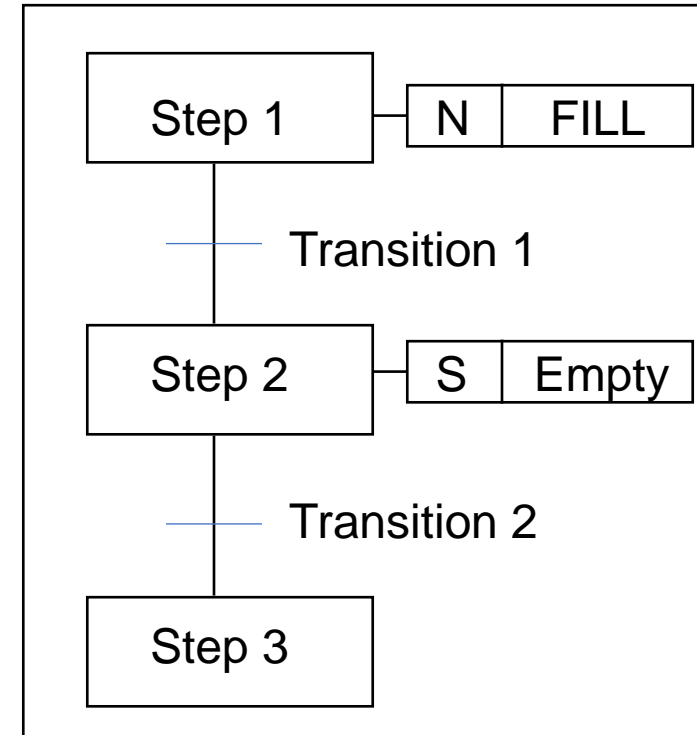 Step 1 N FILL
Transition 1
Step 2 S Empty
Transition 2
Step 3